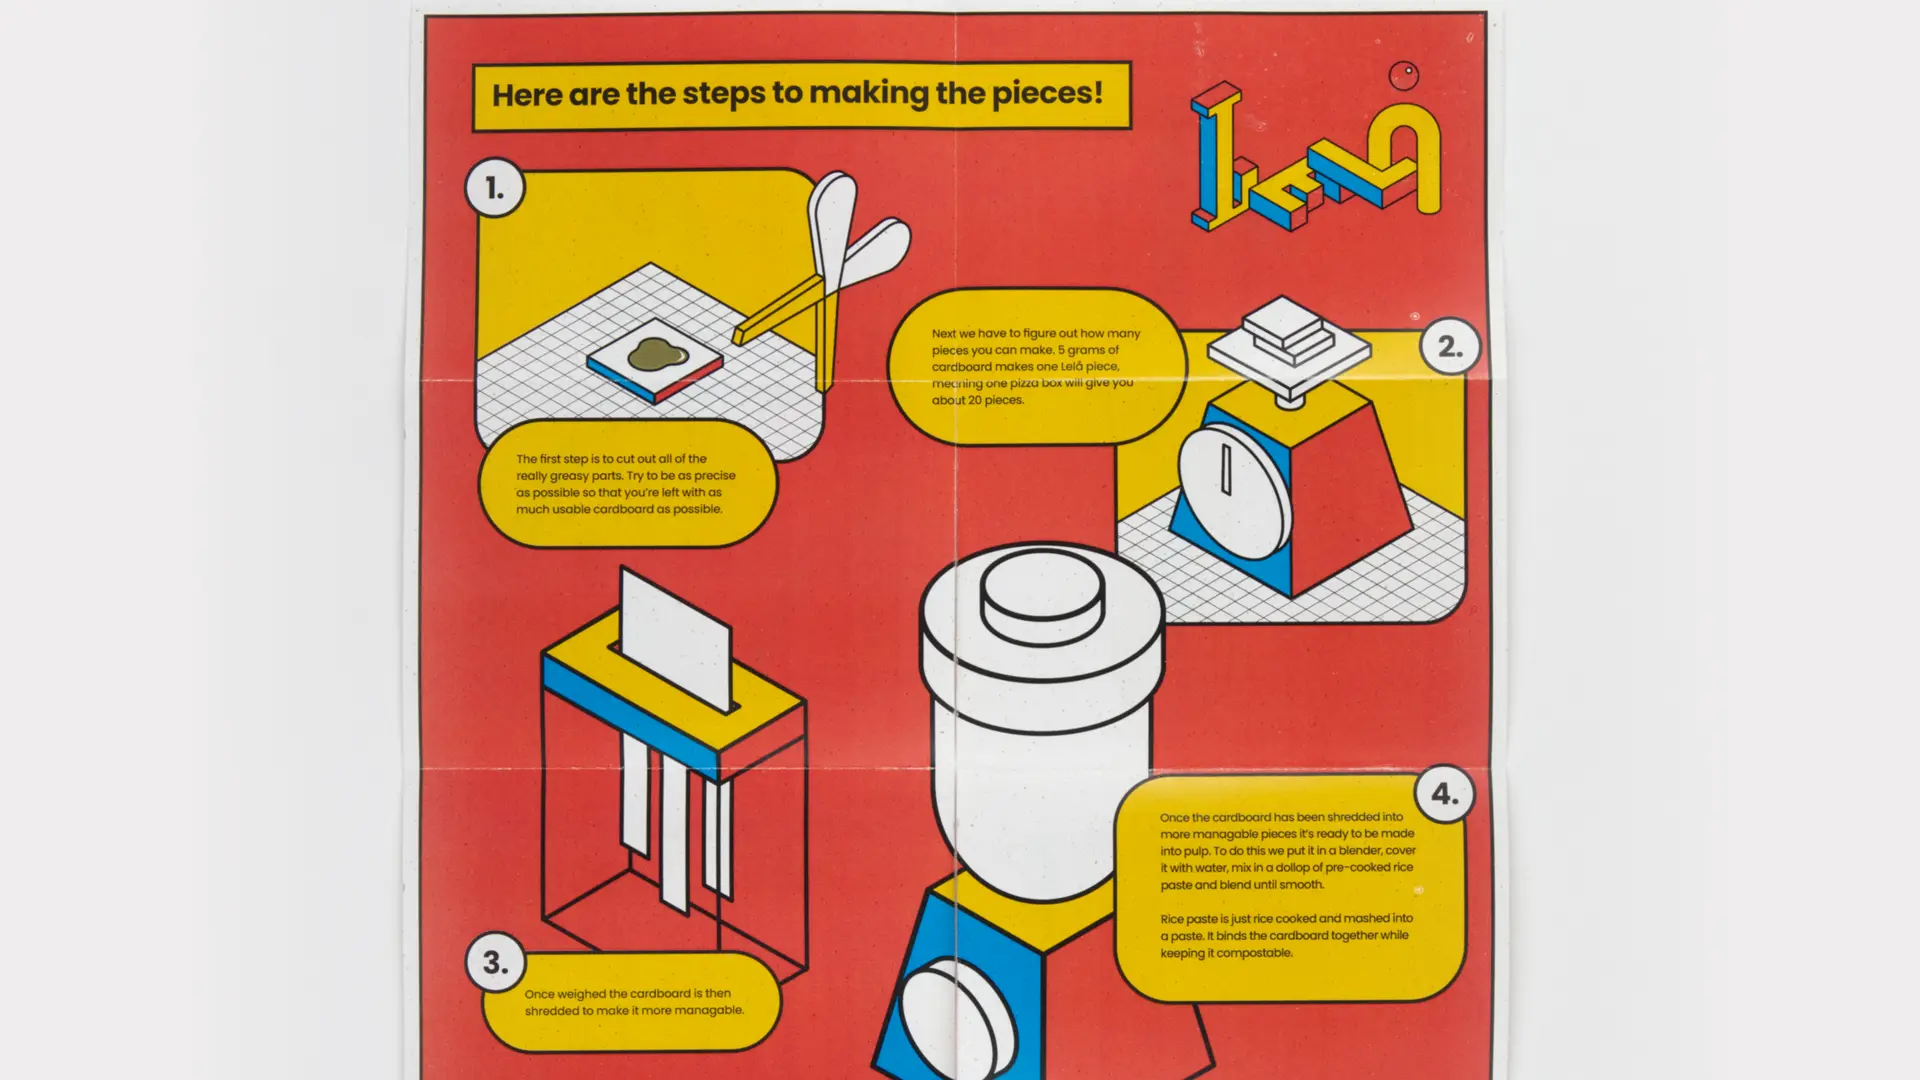 Here are the steps to making the pieces!
Lelå
1.
The first step is to cut out all of the
really greasy parts. Try to be as precise
as possible so that you're left with as
much usable cardboard as possible.
2.
Next we have to figure out how many
pieces you can make. 5 grams of
cardboard makes one Lelå piece,
meaning one pizza box will give you
about 20 pieces.
3.
Once weighed the cardboard is then
shredded to make it more managable.
4.
Once the cardboard has been shredded into
more managable pieces it's ready to be made
into pulp. To do this we put it in a blender, cover
it with water, mix in a dollop of pre-cooked rice
paste and blend until smooth.
Rice paste is just rice cooked and mashed into
a paste. It binds the cardboard together while
keeping it compostable.